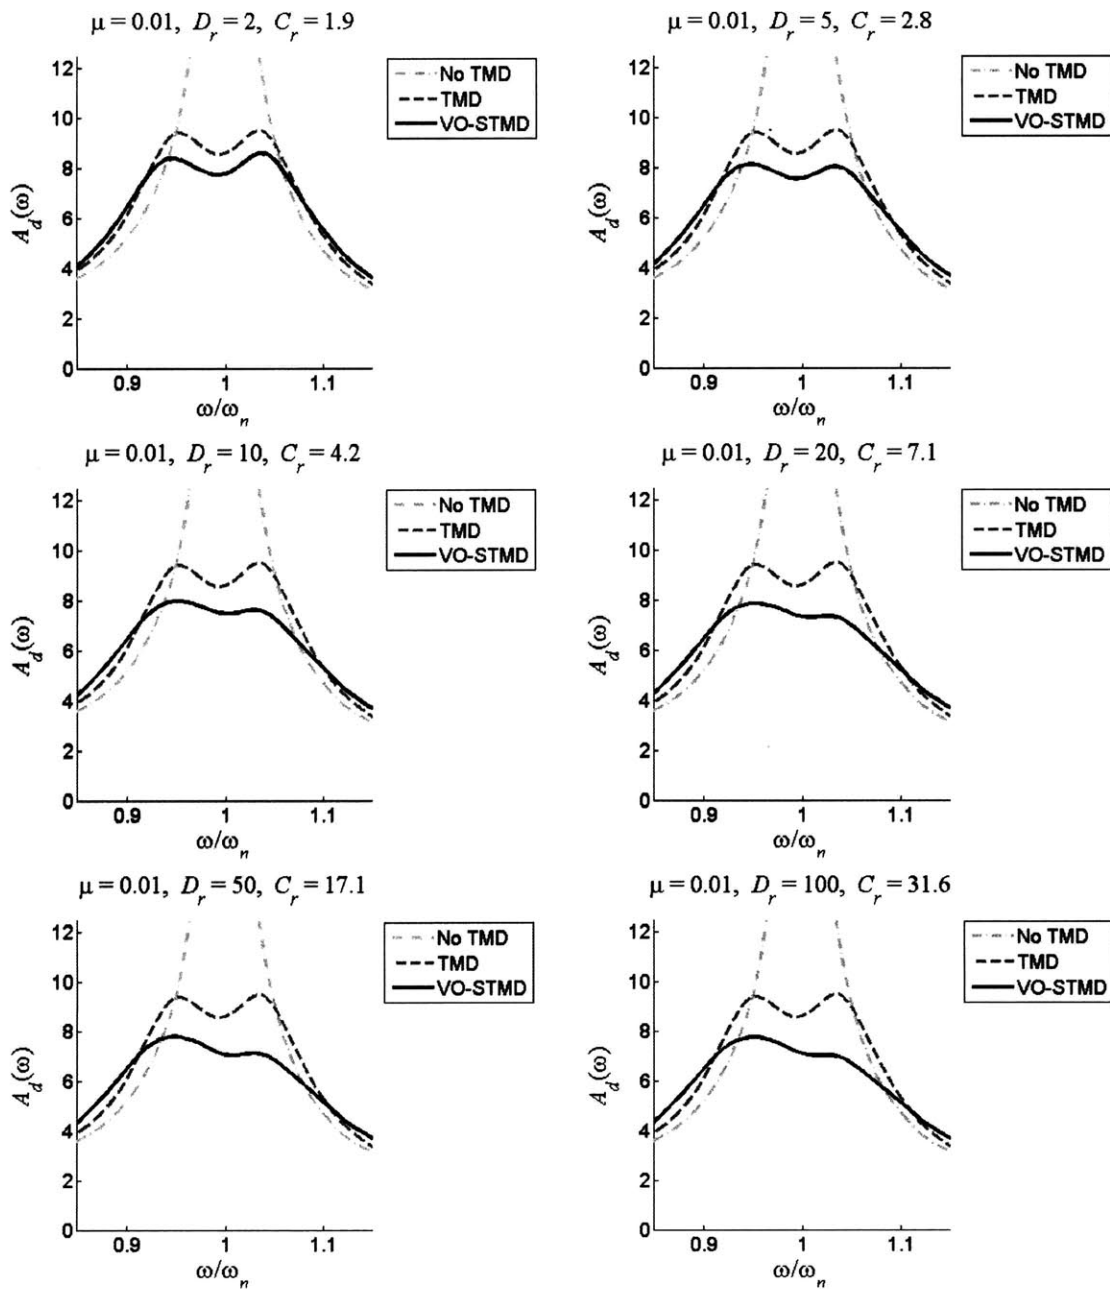 μ = 0.01, D_r = 2, C_r = 1.9
12
10
8
6
4
2
0
A_d(ω)
0.9 1 1.1
ω/ω_n
No TMD
TMD
VO-STMD
μ = 0.01, D_r = 5, C_r = 2.8
12
10
8
6
4
2
0
A_d(ω)
0.9 1 1.1
ω/ω_n
No TMD
TMD
VO-STMD
μ = 0.01, D_r = 10, C_r = 4.2
12
10
8
6
4
2
0
A_d(ω)
0.9 1 1.1
ω/ω_n
No TMD
TMD
VO-STMD
μ = 0.01, D_r = 20, C_r = 7.1
12
10
8
6
4
2
0
A_d(ω)
0.9 1 1.1
ω/ω_n
No TMD
TMD
VO-STMD
μ = 0.01, D_r = 50, C_r = 17.1
12
10
8
6
4
2
0
A_d(ω)
0.9 1 1.1
ω/ω_n
No TMD
TMD
VO-STMD
μ = 0.01, D_r = 100, C_r = 31.6
12
10
8
6
4
2
0
A_d(ω)
0.9 1 1.1
ω/ω_n
No TMD
TMD
VO-STMD